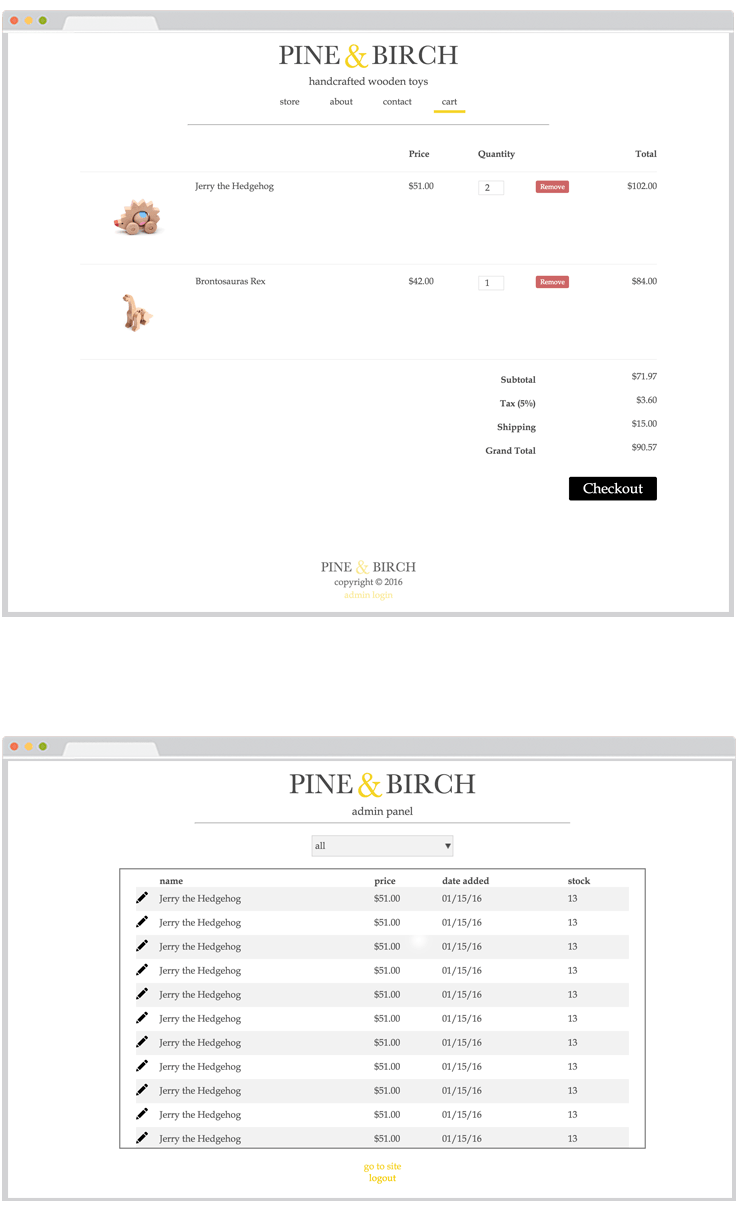 PINE & BIRCH
handcrafted wooden toys
store about contact cart
Price Quantity Total
Jerry the Hedgehog $51.00 2 Remove $102.00
Brontosauras Rex $42.00 1 Remove $84.00
Subtotal $71.97
Tax (5%) $3.60
Shipping $15.00
Grand Total $90.57
Checkout
PINE & BIRCH
copyright © 2016
admin login
PINE & BIRCH
admin panel
all
name price date added stock
Jerry the Hedgehog $51.00 01/15/16 13
Jerry the Hedgehog $51.00 01/15/16 13
Jerry the Hedgehog $51.00 01/15/16 13
Jerry the Hedgehog $51.00 01/15/16 13
Jerry the Hedgehog $51.00 01/15/16 13
Jerry the Hedgehog $51.00 01/15/16 13
Jerry the Hedgehog $51.00 01/15/16 13
Jerry the Hedgehog $51.00 01/15/16 13
Jerry the Hedgehog $51.00 01/15/16 13
Jerry the Hedgehog $51.00 01/15/16 13
Jerry the Hedgehog $51.00 01/15/16 13
go to site
logout